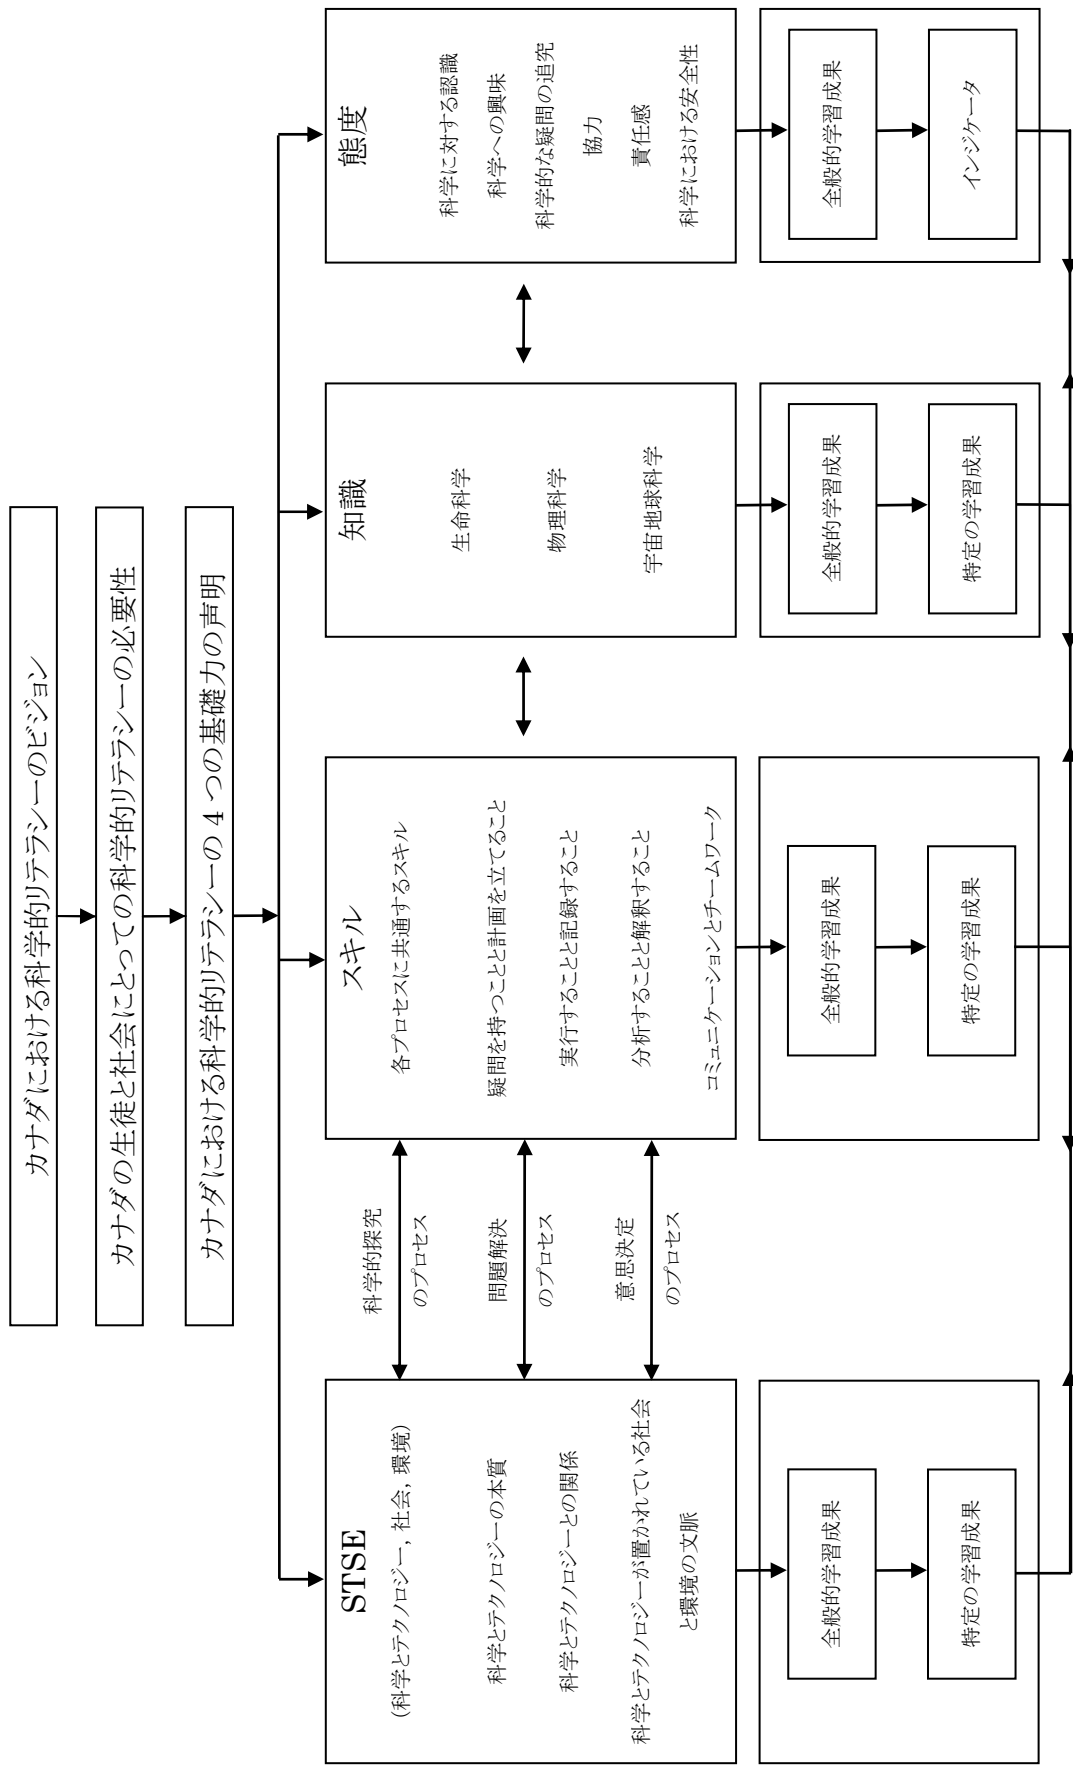 カナダにおける科学的リテラシーのビジョン
カナダの生徒と社会にとっての科学的リテラシーの必要性
カナダにおける科学的リテラシーの 4 つの基礎力の声明
STSE
(科学とテクノロジー, 社会, 環境)
科学とテクノロジーの本質
科学とテクノロジーとの関係
科学とテクノロジーが置かれている社会
と環境の文脈
科学的探究
のプロセス
問題解決
のプロセス
意思決定
のプロセス
スキル
各プロセスに共通するスキル
疑問を持つことと計画を立てること
実行することと記録すること
分析することと解釈すること
コミュニケーションとチームワーク
知識
生命科学
物理科学
宇宙地球科学
態度
科学に対する認識
科学への興味
科学的な疑問の追究
協力
責任感
科学における安全性
全般的学習成果
特定の学習成果
全般的学習成果
特定の学習成果
全般的学習成果
特定の学習成果
全般的学習成果
インジケータ